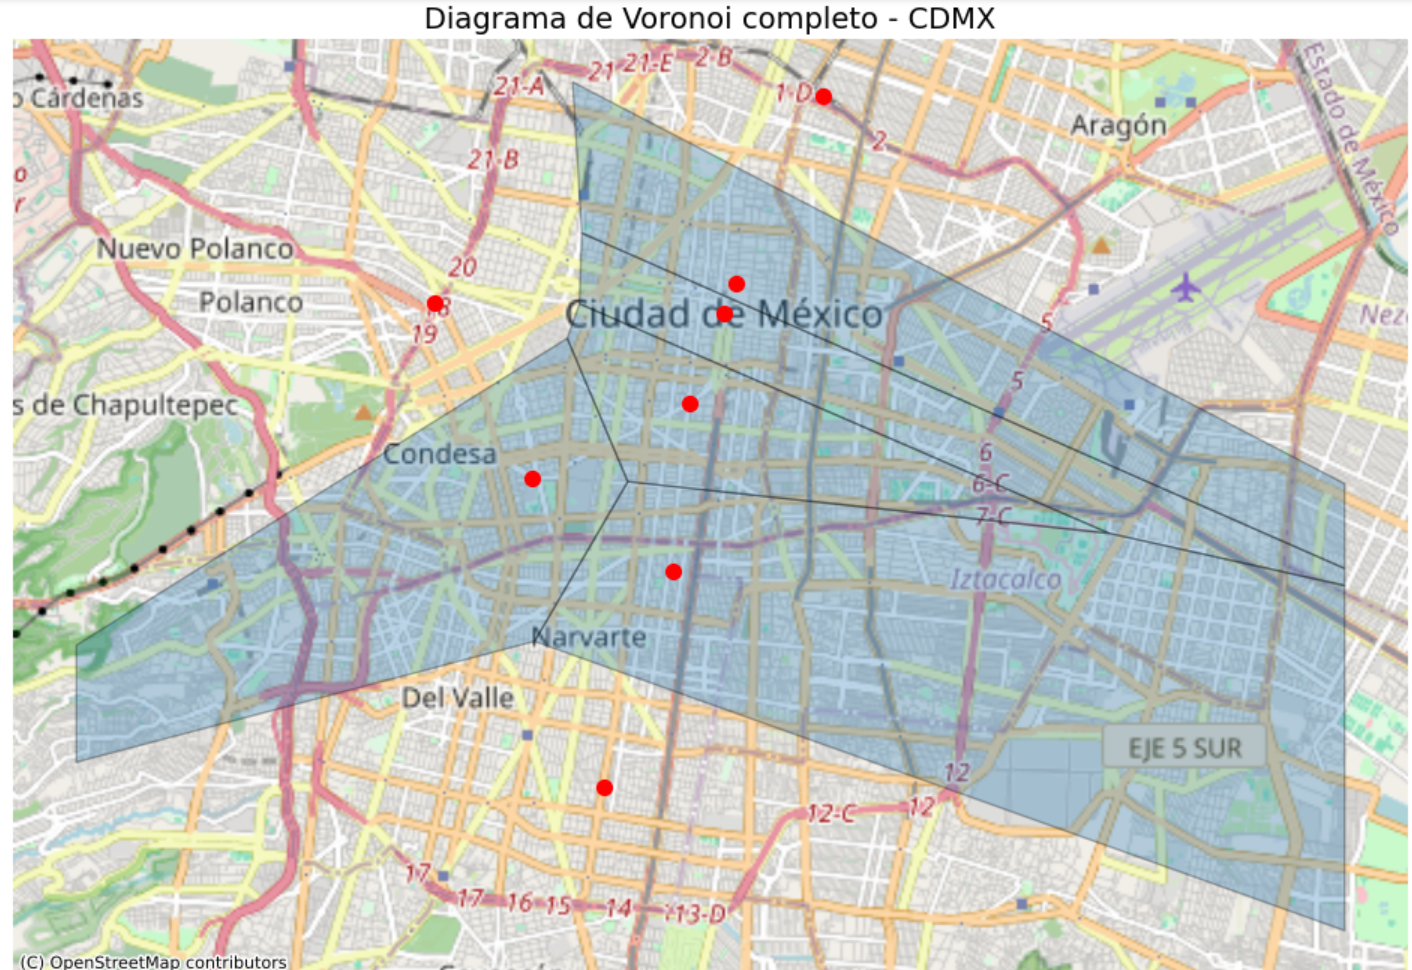 Diagrama de Voronoi completo - CDMX
21-A
21
21-E
2-B
1-D
o Cárdenas
Aragón
Estado de México
2
21-B
o
r
Nuevo Polanco
20
Polanco
19
Ciudad de México
5
Nez
5
s de Chapultepec
Condesa
6
6-C
7-C
Iztacalco
Narvarte
Del Valle
EJE 5 SUR
12
12-C
12
17
17
16
15
14
13-D
(C) OpenStreetMap contributors